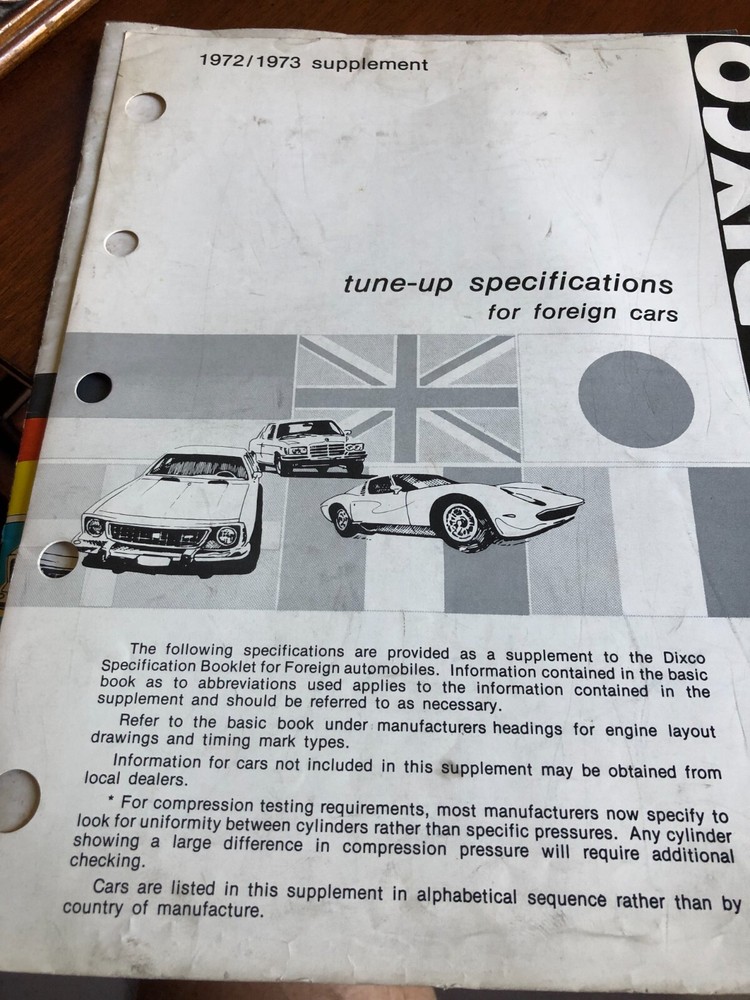 1972/1973 supplement
DIXCO
tune-up specifications
for foreign cars
The following specifications are provided as a supplement to the Dixco
Specification Booklet for Foreign automobiles. Information contained in the basic
book as to abbreviations used applies to the information contained in the
supplement and should be referred to as necessary.
Refer to the basic book under manufacturers headings for engine layout
drawings and timing mark types.
Information for cars not included in this supplement may be obtained from
local dealers.
* For compression testing requirements, most manufacturers now specify to
look for uniformity between cylinders rather than specific pressures. Any cylinder
showing a large difference in compression pressure will require additional
checking.
Cars are listed in this supplement in alphabetical sequence rather than by
country of manufacture.